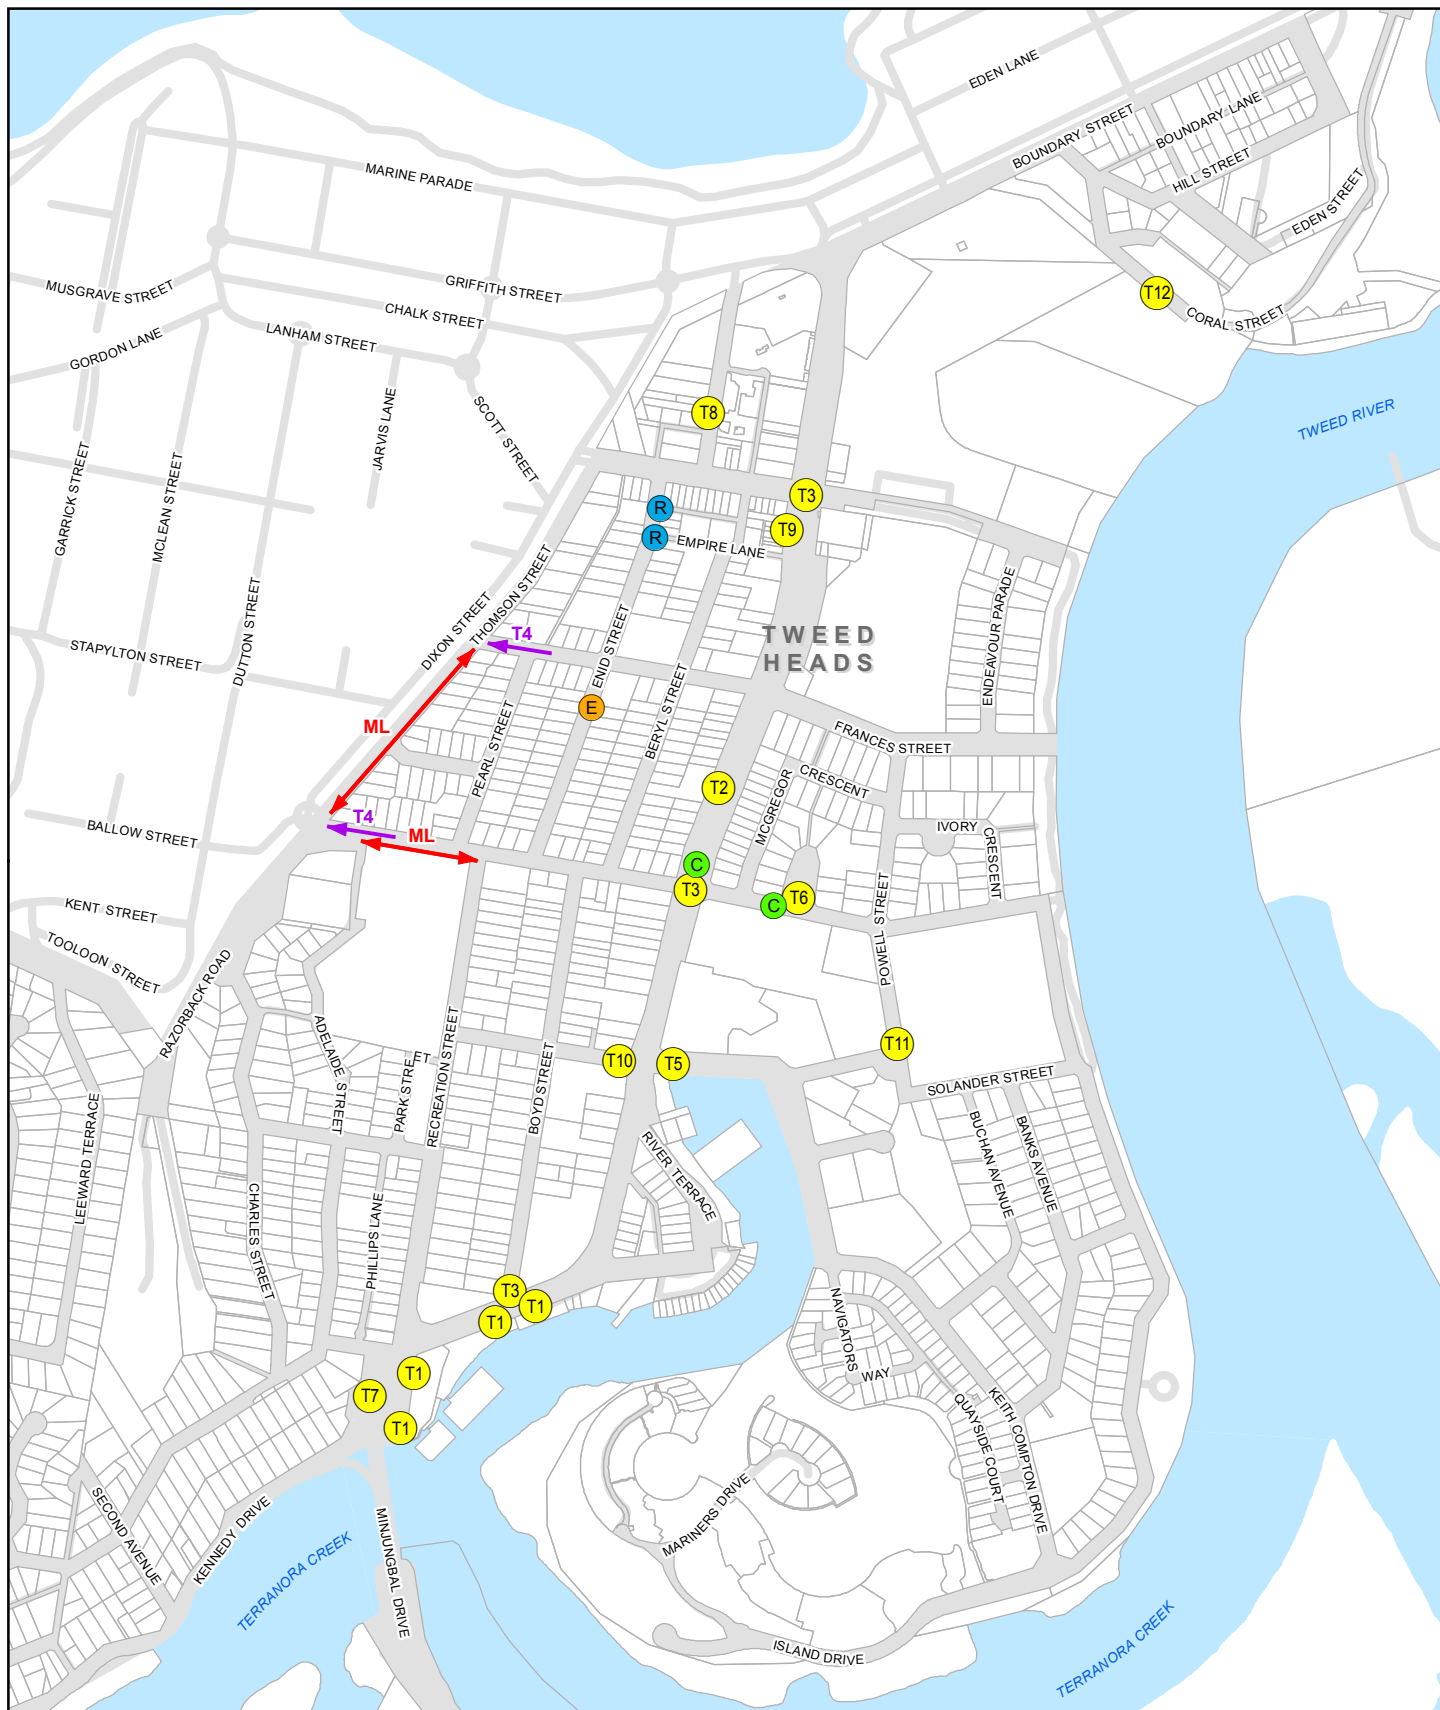 EDEN LANE
BOUNDARY STREET
BOUNDARY LANE
HILL STREET
EDEN STREET
MARINE PARADE
MUSGRAVE STREET
GRIFFITH STREET
CHALK STREET
GORDON LANE
LANHAM STREET
T12
CORAL STREET
JARVIS LANE
SCOTT STREET
T8
TWEED RIVER
GARRICK STREET
MCLEAN STREET
R
T3
R
T9
EMPIRE LANE
DUTTON STREET
DIXON STREET
THOMSON STREET
T4
ENID STREET
TWEED
HEADS
ENDEAVOUR PARADE
STAPYLTON STREET
ML
PEARL STREET
E
BERYL STREET
FRANCES STREET
T2
MCGREGOR
CRESCENT
BALLOW STREET
T4
ML
IVORY
CRESCENT
C
T3
C
T6
KENT STREET
TOOLOON STREET
RAZORBACK ROAD
POWELL STREET
ADELAIDE STREET
PARK STRE
ET
RECREATION STREET
BOYD STREET
T10
T5
T11
SOLANDER STREET
LEEWARD TERRACE
RIVER TERRACE
BUCHAN AVENUE
BANKS AVENUE
CHARLES STREET
PHILLIPS LANE
T3
T1
T1
NAVIGATORS
WAY
T1
T7
T1
QUAYSIDE COURT
KEITH COMPTON DRIVE
SECOND AVENUE
KENNEDY DRIVE
MINJUNGBAL DRIVE
MARINERS DRIVE
TERRANORA CREEK
ISLAND DRIVE
TERRANORA CREEK